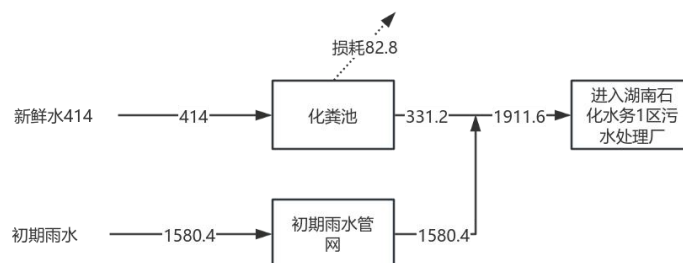 损耗82.8
新鲜水414
414
化粪池
331.2
1911.6
进入湖南石
化水务1区污
水处理厂
初期雨水
1580.4
初期雨水管
网
1580.4